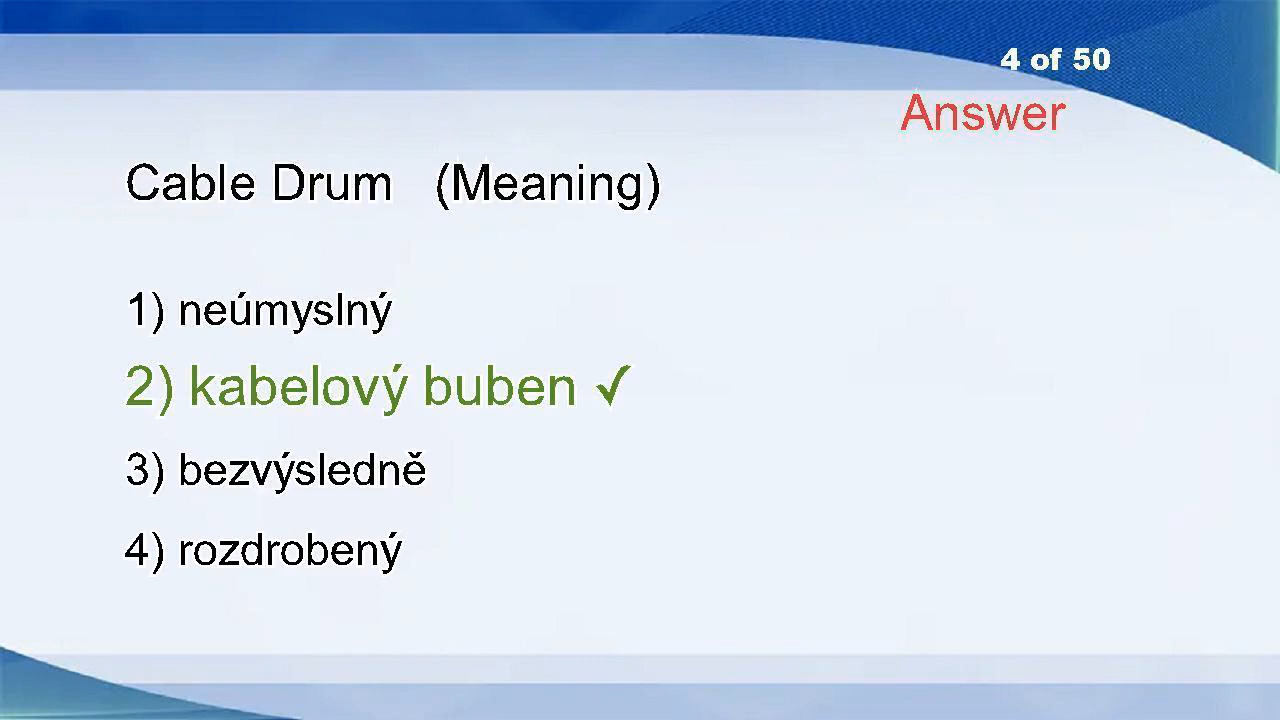 4 of 50
Answer
Cable Drum (Meaning)
1) neúmyslný
2) kabelový buben ✓
3) bezvýsledně
4) rozdrobený